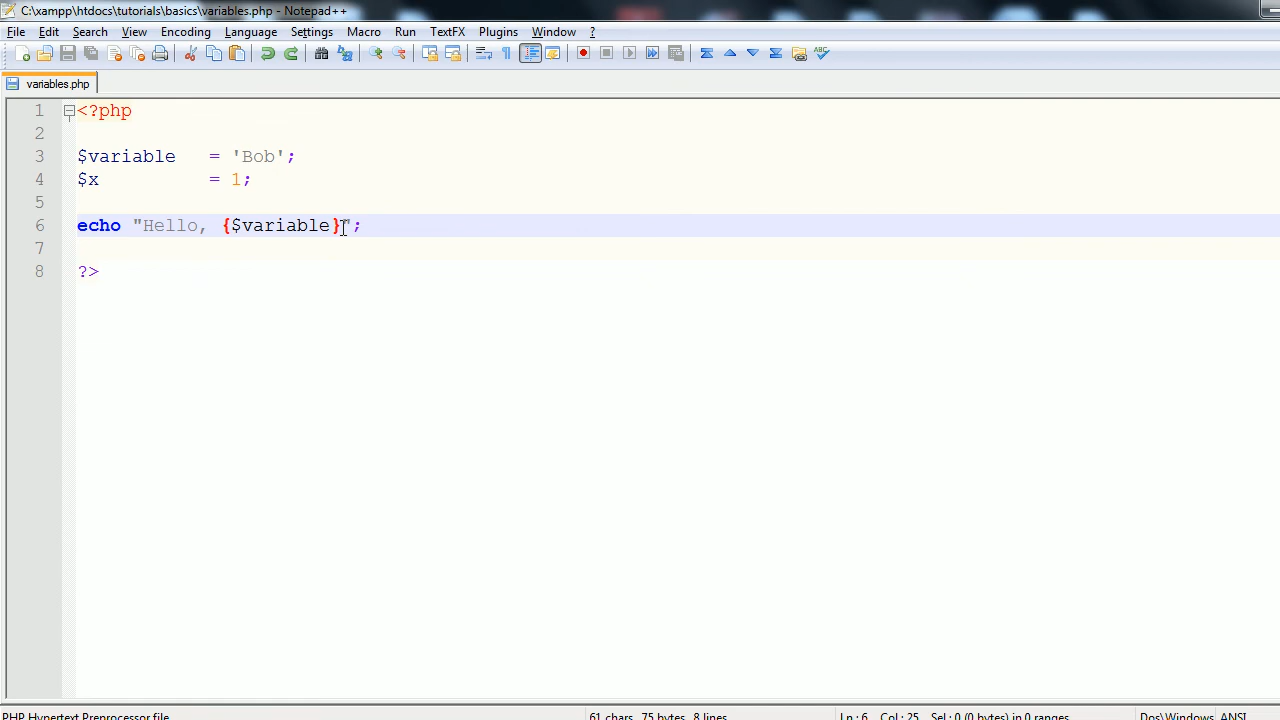 C:\xampp\htdocs\tutorials\basics\variables.php - Notepad++
File Edit Search View Encoding Language Settings Macro Run TextFX Plugins Window ?
variables.php
1 <?php
2
3 $variable   = 'Bob';
4 $x          = 1;
5
6 echo "Hello, {$variable}";
7
8 ?>
PHP Hypertext Preprocessor file 61 chars 75 bytes 8 lines Ln : 6 Col : 25 Sel : 0 (0 bytes) in 0 ranges Dos\Windows ANSI